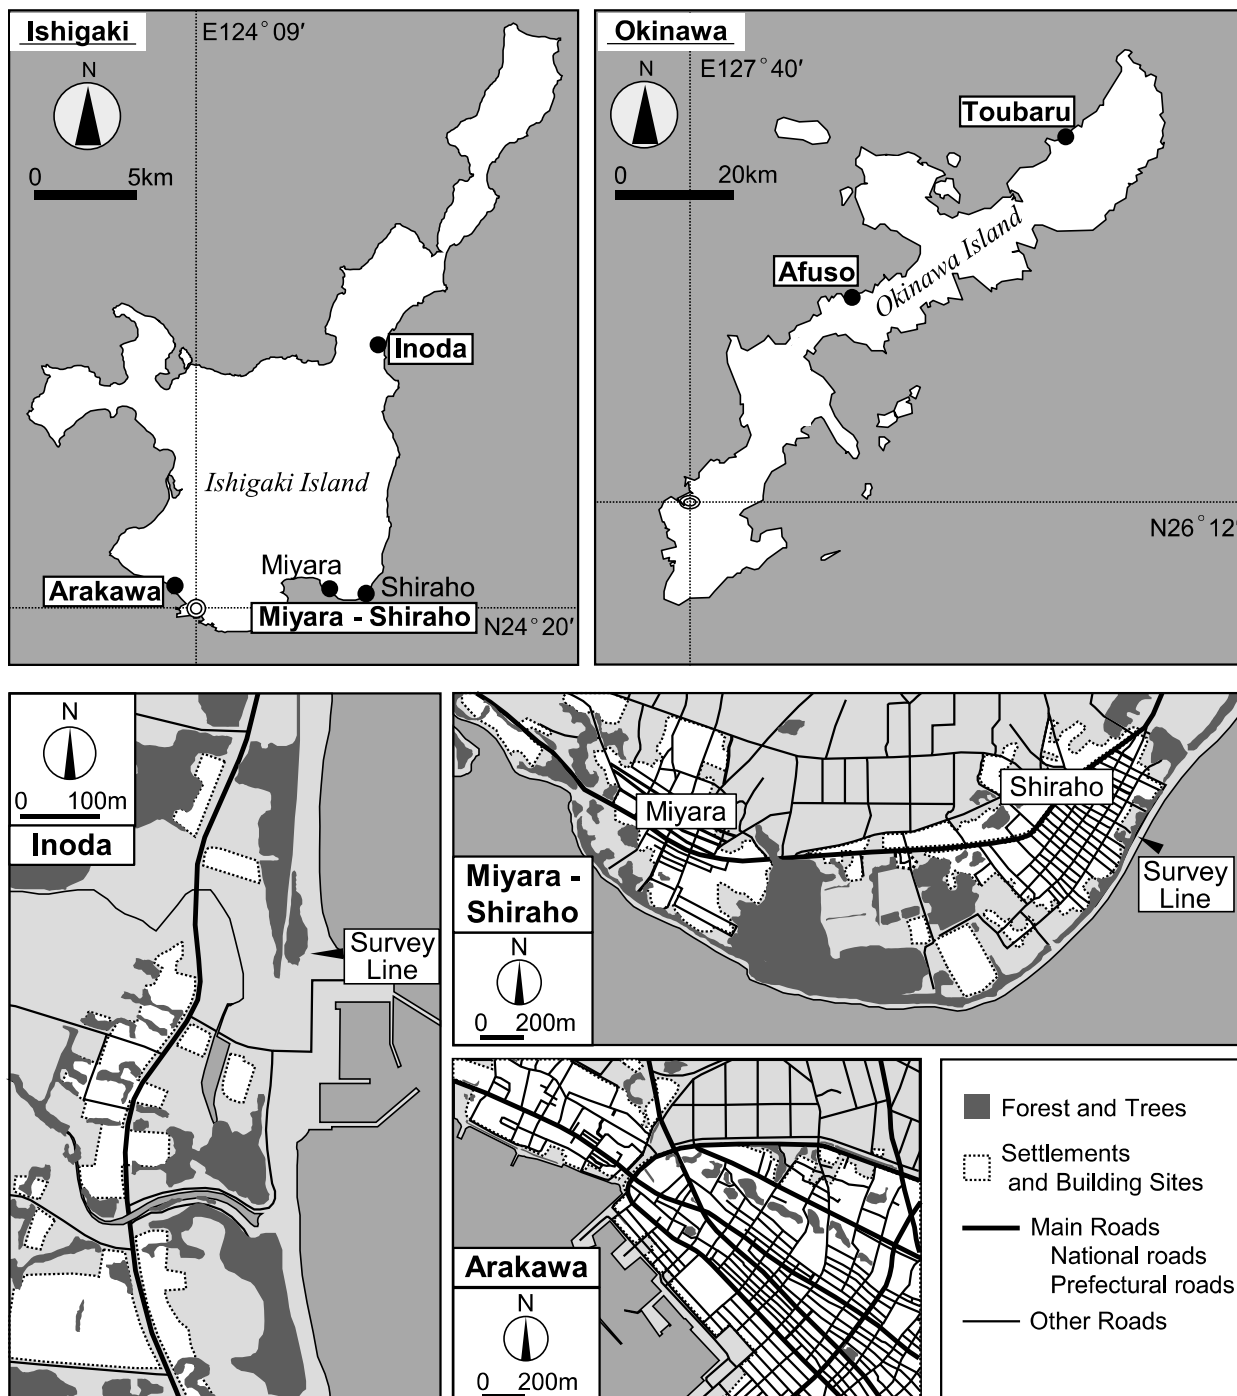 Ishigaki
E124°09′
N
0 5km
Inoda
Ishigaki Island
Miyara
Arakawa
Shiraho
Miyara - Shiraho
N24°20′
Okinawa
E127°40′
N
0 20km
Toubaru
Okinawa Island
Afuso
N26°12′
N
0 100m
Inoda
Survey
Line
Miyara
Shiraho
Survey
Line
Miyara -
Shiraho
N
0 200m
Arakawa
N
0 200m
Forest and Trees
Settlements
and Building Sites
Main Roads
National roads
Prefectural roads
Other Roads